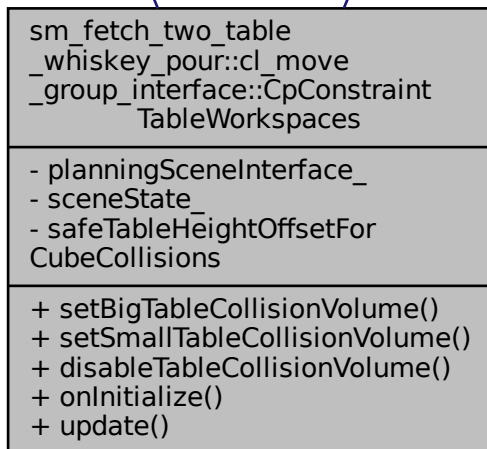 sm_fetch_two_table
_whiskey_pour::cl_move
_group_interface::CpConstraint
TableWorkspaces
- planningSceneInterface_
- sceneState_
- safeTableHeightOffsetFor
CubeCollisions
+ setBigTableCollisionVolume()
+ setSmallTableCollisionVolume()
+ disableTableCollisionVolume()
+ onInitialize()
+ update()